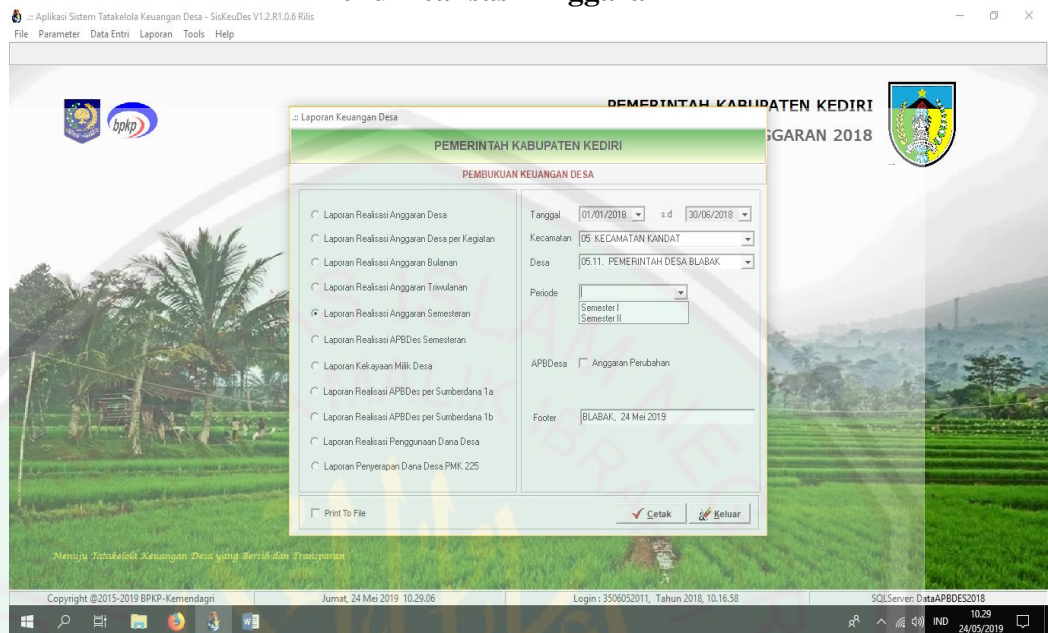 .:: Aplikasi Sistem Tatakelola Keuangan Desa - SisKeuDes V1.2.R1.0.6 Rilis
File Parameter Data Entri Laporan Tools Help
bpkp
PEMERINTAH KABUPATEN KEDIRI
GGARAN 2018
.:: Laporan Keuangan Desa
PEMERINTAH KABUPATEN KEDIRI
PEMBUKUAN KEUANGAN DESA
Laporan Realisasi Anggaran Desa
Laporan Realisasi Anggaran Desa per Kegiatan
Laporan Realisasi Anggaran Bulanan
Laporan Realisasi Anggaran Triwulanan
Laporan Realisasi Anggaran Semesteran
Laporan Realisasi APBDes Semesteran
Laporan Kekayaan Milik Desa
Laporan Realisasi APBDes per Sumberdana 1a
Laporan Realisasi APBDes per Sumberdana 1b
Laporan Realisasi Penggunaan Dana Desa
Laporan Penyerapan Dana Desa PMK 225
Tanggal 01/01/2018 s.d 30/06/2018
Kecamatan 05 KECAMATAN KANDAT
Desa 05.11. PEMERINTAH DESA BLABAK
Periode
Semester I
Semester II
APBDesa Anggaran Perubahan
Footer BLABAK, 24 Mei 2019
Print To File Cetak Keluar
Menuju Tatakelola Keuangan Desa yang Bersih dan Transparan
Copyright @2015-2019 BPKP-Kemendagri Jumat, 24 Mei 2019 10.29.06 Login : 3506052011, Tahun 2018, 10.16.58 SQLServer: DataAPBDES2018
IND 10.29
24/05/2019